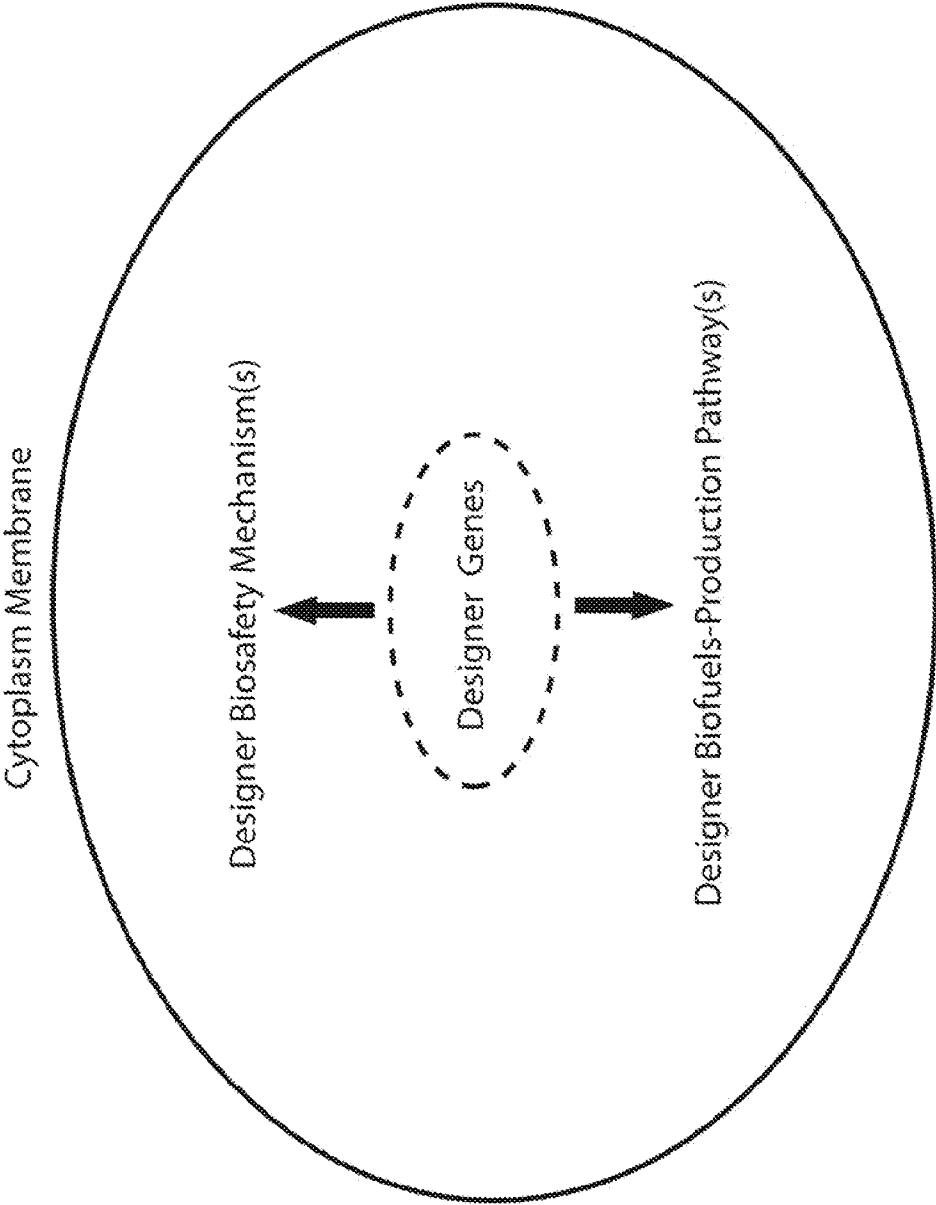 Cytoplasm Membrane
Designer Biosafety Mechanism(s)
Designer Genes
Designer Biofuels-Production Pathway(s)